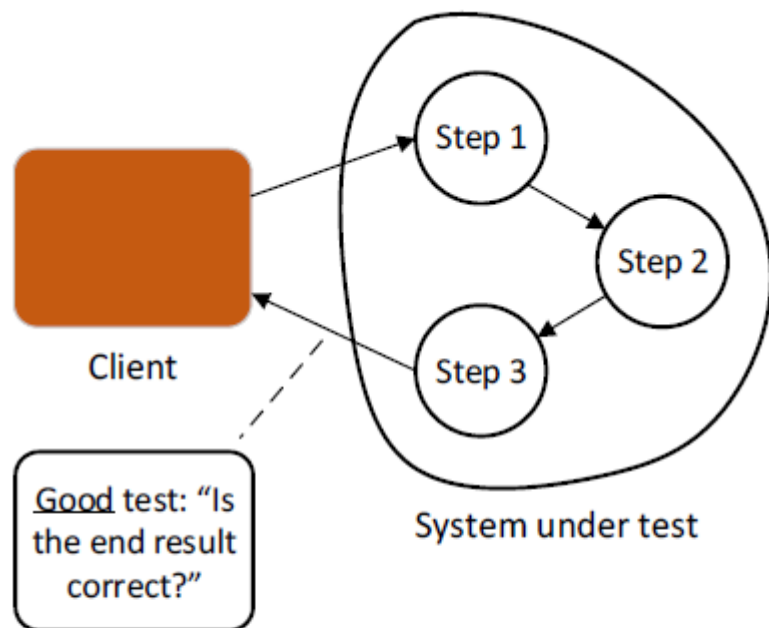 Step 1
Step 2
Step 3
Client
Good test: “Is
the end result
correct?”
System under test